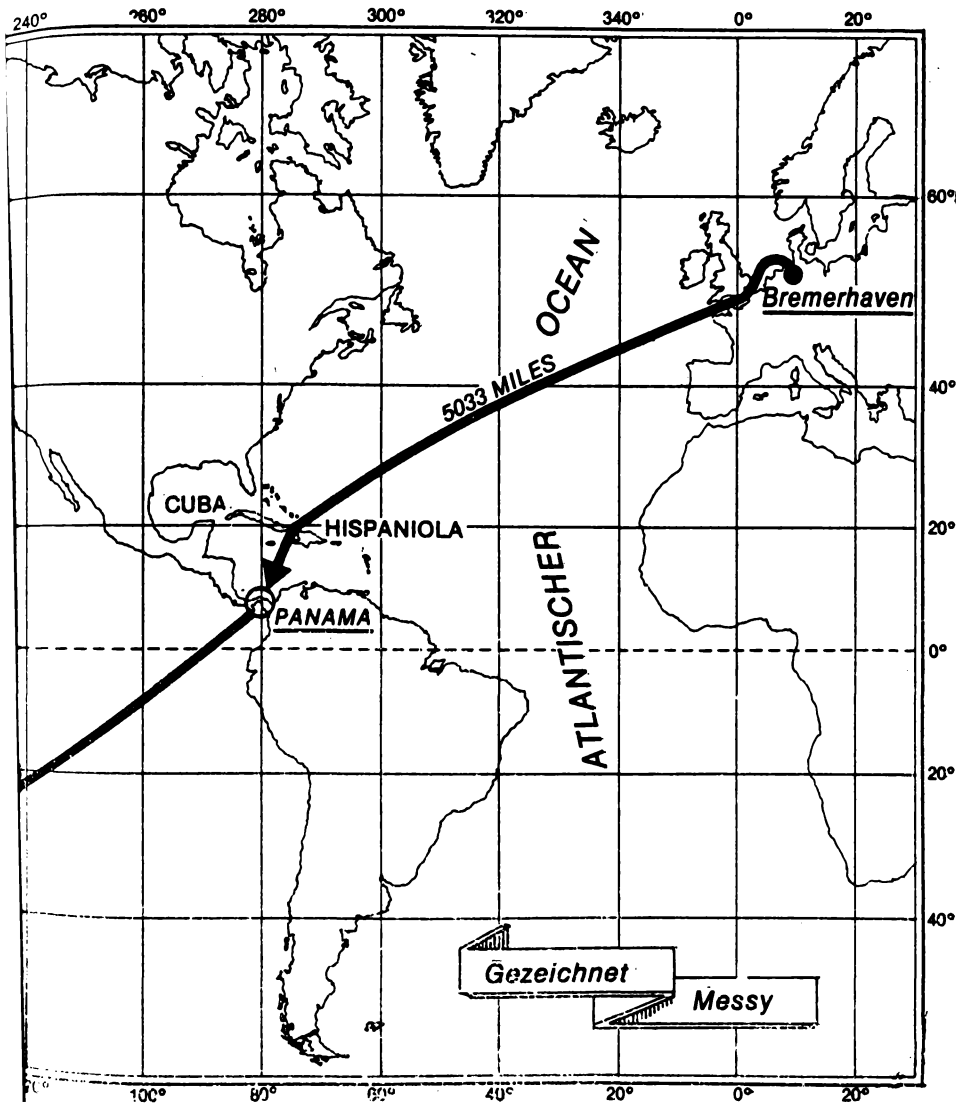 240° 260° 280° 300° 320° 340° 0° 20°
60°
OCEAN
Bremerhaven
5033 MILES
40°
CUBA
20°
HISPANIOLA
ATLANTISCHER
PANAMA
0°
20°
40°
Gezeichnet
Messy
100° 80° 40° 20° 0° 20°